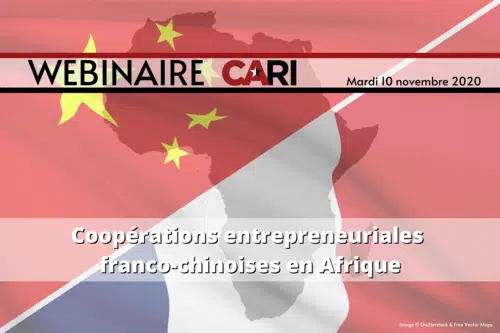 WEBINAIRE CARI
Mardi 10 novembre 2020
Coopérations entrepreneuriales
franco-chinoises en Afrique
Image © Shutterstock & Free Vector Maps